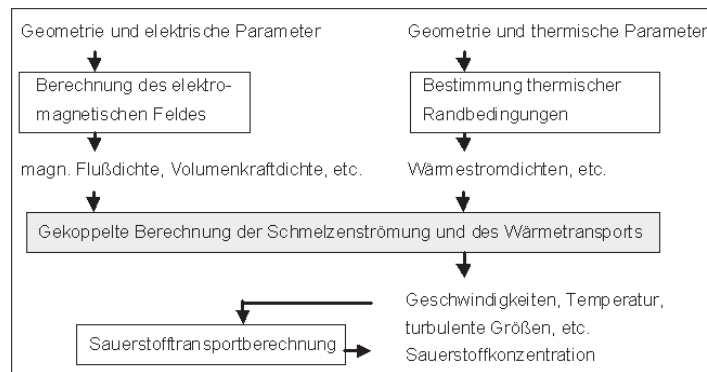 Geometrie und elektrische Parameter
Geometrie und thermische Parameter
Berechnung des elektro-
magnetischen Feldes
Bestimmung thermischer
Randbedingungen
magn. Flußdichte, Volumenkraftdichte, etc.
Wärmestromdichten, etc.
Gekoppelte Berechnung der Schmelzenströmung und des Wärmetransports
Geschwindigkeiten, Temperatur,
turbulente Größen, etc.
Sauerstofftransportberechnung
Sauerstoffkonzentration